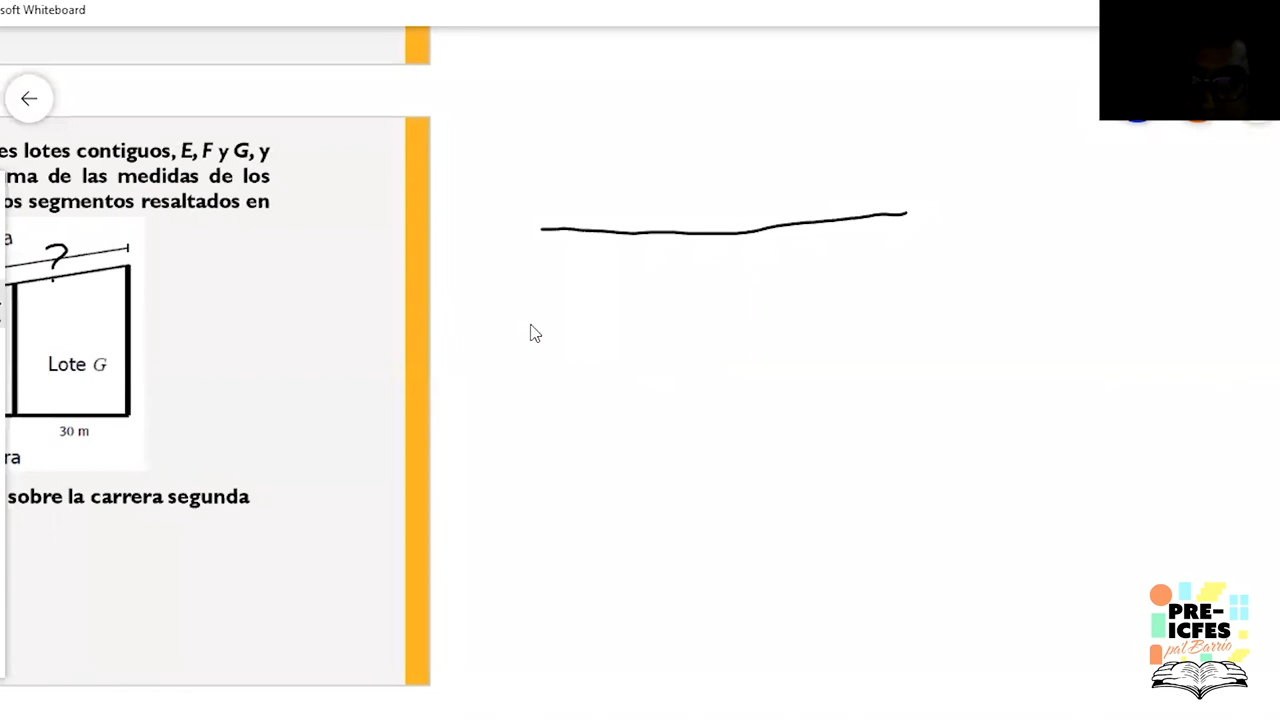 soft Whiteboard
es lotes contiguos, E, F y G, y
ma de las medidas de los
os segmentos resaltados en
a
?
Lote G
30 m
ra
sobre la carrera segunda
PRE-
ICFES
pa'l Barrio